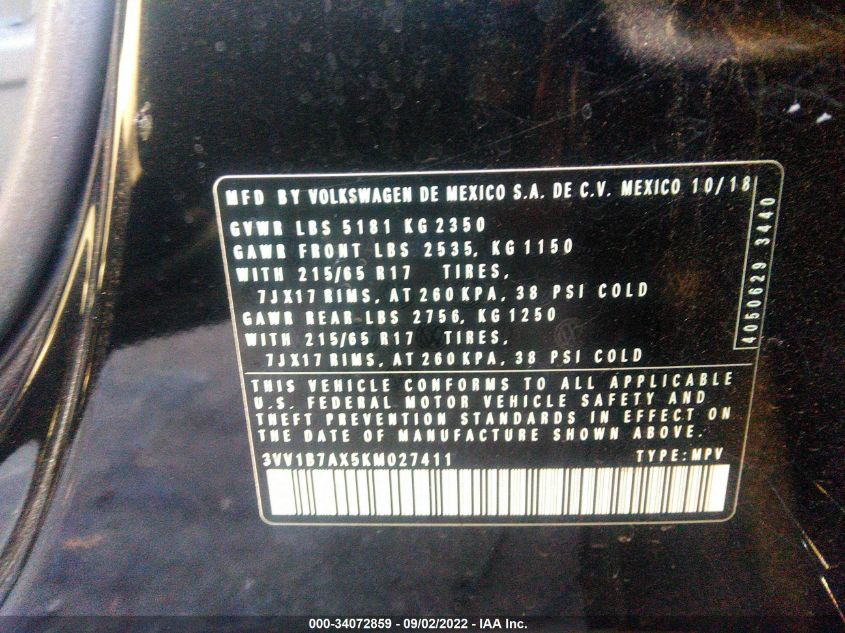 MFD BY VOLKSWAGEN DE MEXICO S.A. DE C.V. MEXICO 10/18
GVWR LBS 5181 KG 2350
GAWR FRONT LBS 2535, KG 1150
WITH 215/65 R17 TIRES,
7JX17 RIMS, AT 260 KPA, 38 PSI COLD
GAWR REAR LBS 2756, KG 1250
WITH 215/65 R17 TIRES,
7JX17 RIMS, AT 260 KPA, 38 PSI COLD
4050629 3440
THIS VEHICLE CONFORMS TO ALL APPLICABLE
U.S. FEDERAL MOTOR VEHICLE SAFETY AND
THEFT PREVENTION STANDARDS IN EFFECT ON
THE DATE OF MANUFACTURE SHOWN ABOVE.
3VV1B7AX5KM027411 TYPE: MPV
000-34072859 - 09/02/2022 - IAA Inc.